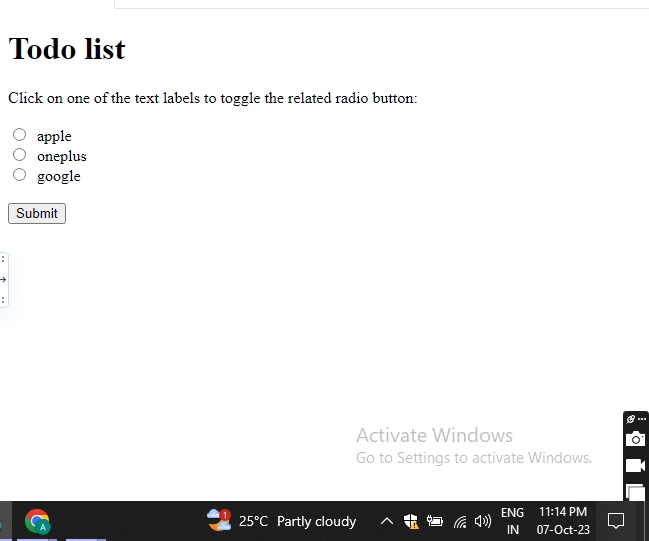 Todo list
Click on one of the text labels to toggle the related radio button:
apple
oneplus
google
Submit
Activate Windows
Go to Settings to activate Windows.
A
1
25°C Partly cloudy
ENG
IN
11:14 PM
07-Oct-23